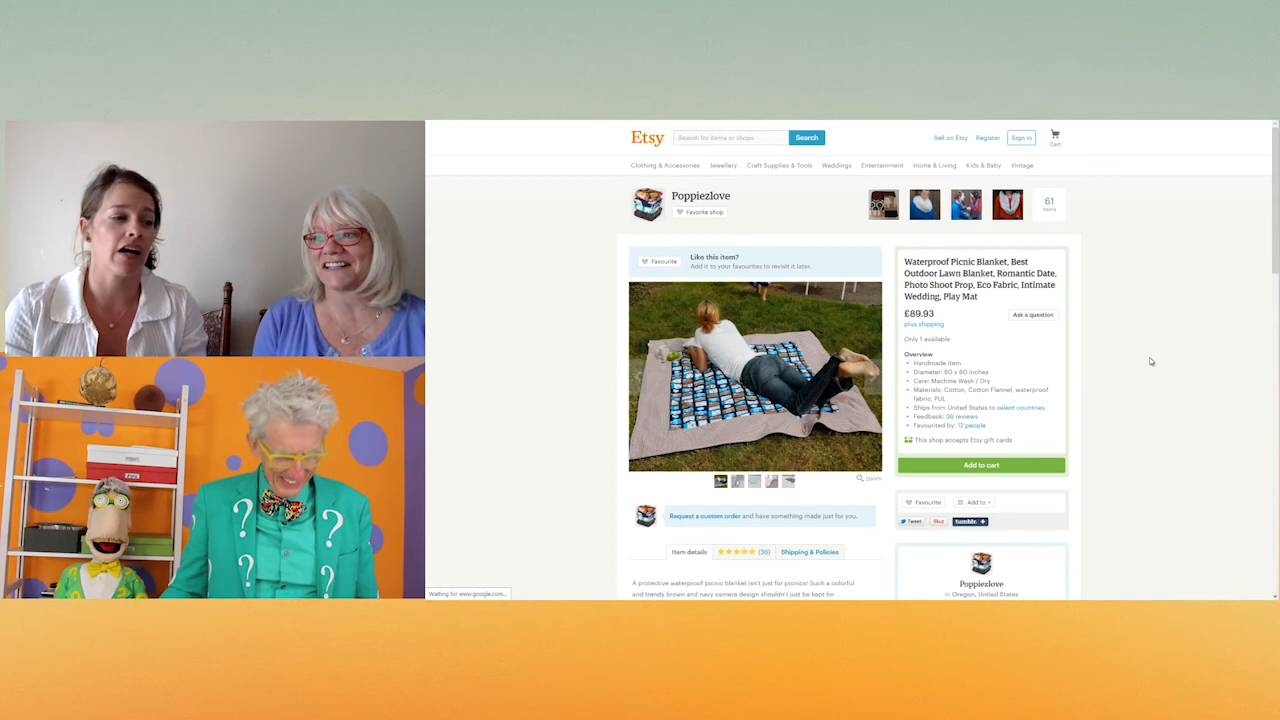 Etsy
Search for items or shops
Search
Sell on Etsy
Register
Sign in
Cart
Clothing & Accessories
Jewellery
Craft Supplies & Tools
Weddings
Entertainment
Home & Living
Kids & Baby
Vintage
Poppiezlove
Favorite shop
61
items
Favourite
Like this item?
Add it to your favourites to revisit it later.
Waterproof Picnic Blanket, Best
Outdoor Lawn Blanket, Romantic Date,
Photo Shoot Prop, Eco Fabric, Intimate
Wedding, Play Mat
£89.93
plus shipping
Ask a question
Only 1 available
Overview
Handmade item
Diameter: 60 x 60 inches
Care: Machine Wash / Dry
Materials: Cotton, Cotton Flannel, waterproof
fabric, PUL
Ships from United States to select countries.
Feedback: 36 reviews
Favourited by: 12 people
This shop accepts Etsy gift cards
Add to cart
zoom
Request a custom order and have something made just for you.
Favourite
Add to
Tweet
tumblr. +
Item details
(36)
Shipping & Policies
Poppiezlove
in Oregon, United States
A protective waterproof picnic blanket isn't just for picnics! Such a colorful
and trendy brown and navy camera design shouldn't just be kept for
Waiting for www.google.com...
? ? ? ?